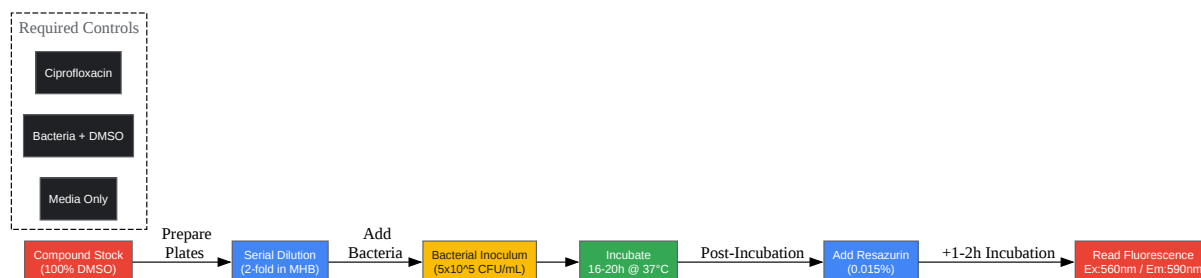 Required Controls
Ciprofloxacin
Bacteria + DMSO
Media Only
Compound Stock
(100% DMSO)
Prepare
Plates
Serial Dilution
(2-fold in MHB)
Add
Bacteria
Bacterial Inoculum
(5x10^5 CFU/mL)
Incubate
16-20h @ 37°C
Post-Incubation
Add Resazurin
(0.015%)
+1-2h Incubation
Read Fluorescence
Ex:560nm / Em:590nm